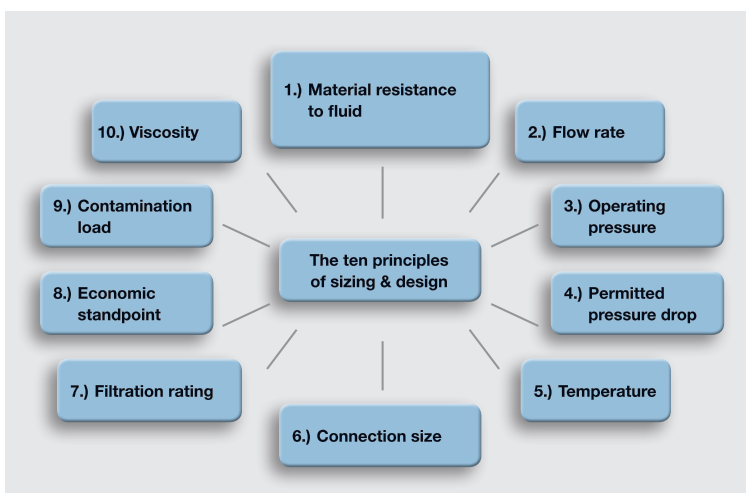 1.) Material resistance
to fluid
10.) Viscosity
2.) Flow rate
9.) Contamination
load
3.) Operating
pressure
The ten principles
of sizing & design
8.) Economic
standpoint
4.) Permitted
pressure drop
7.) Filtration rating
5.) Temperature
6.) Connection size